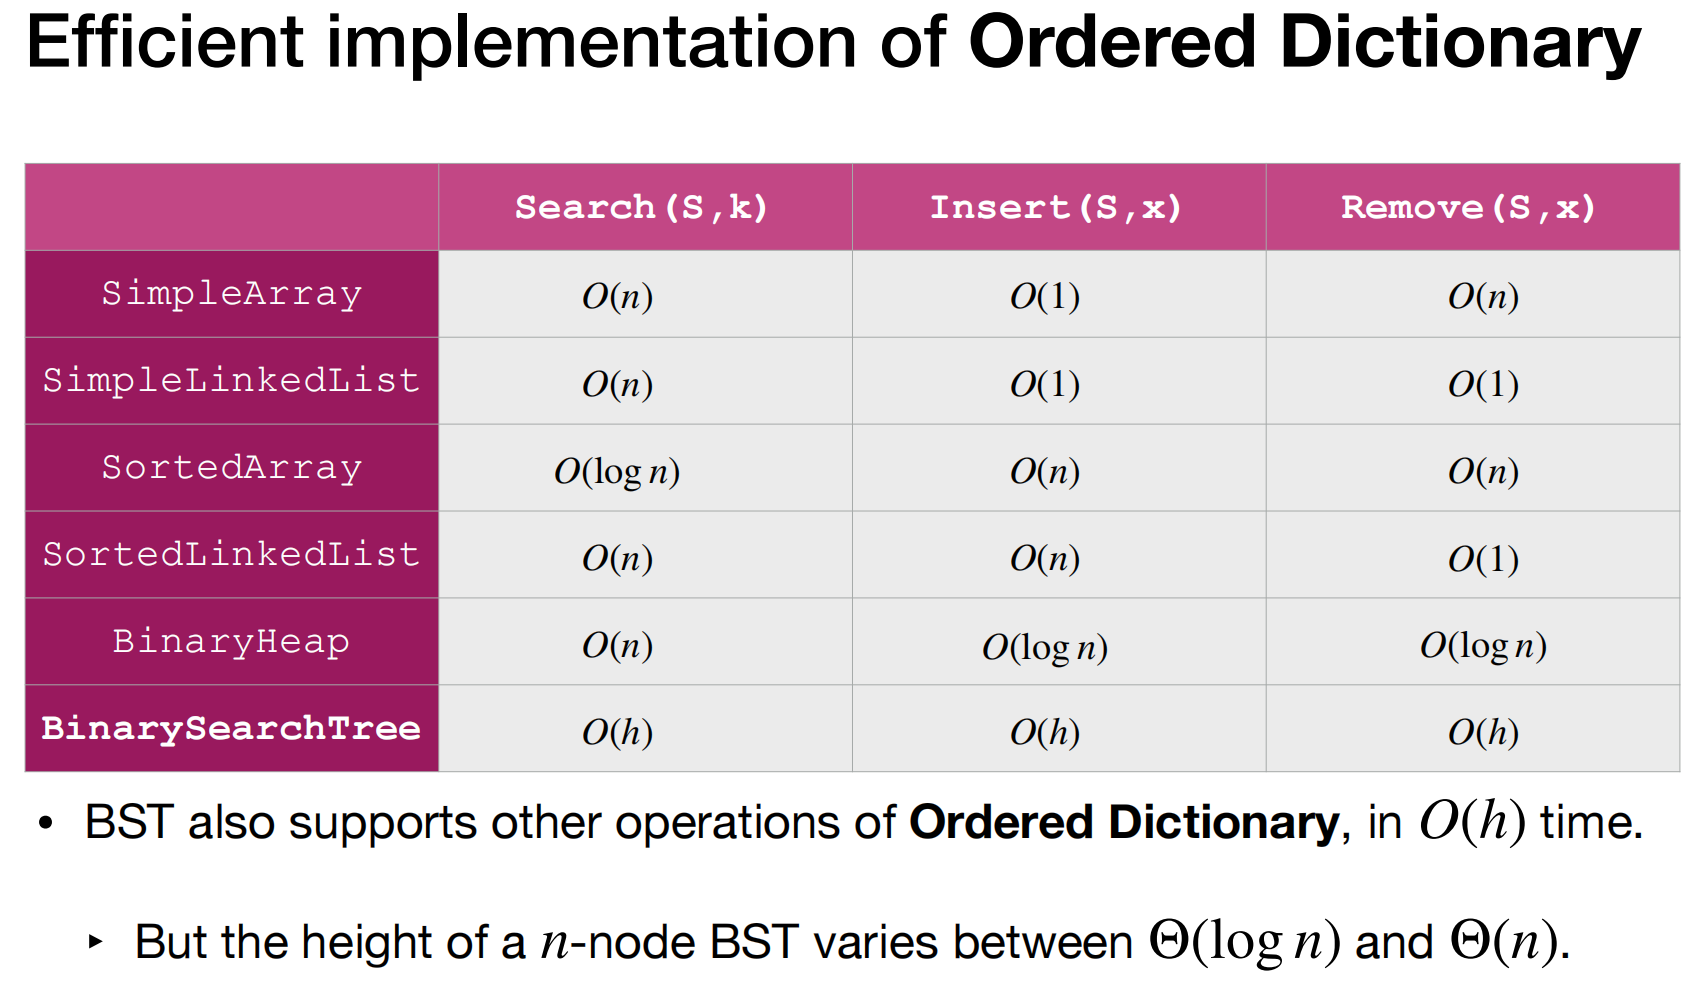 Efficient implementation of Ordered Dictionary
Search(S,k) Insert(S,x) Remove(S,x)
SimpleArray O(n) O(1) O(n)
SimpleLinkedList O(n) O(1) O(1)
SortedArray O(log n) O(n) O(n)
SortedLinkedList O(n) O(n) O(1)
BinaryHeap O(n) O(log n) O(log n)
BinarySearchTree O(h) O(h) O(h)
• BST also supports other operations of Ordered Dictionary, in O(h) time.
‣ But the height of a n-node BST varies between Θ(log n) and Θ(n).